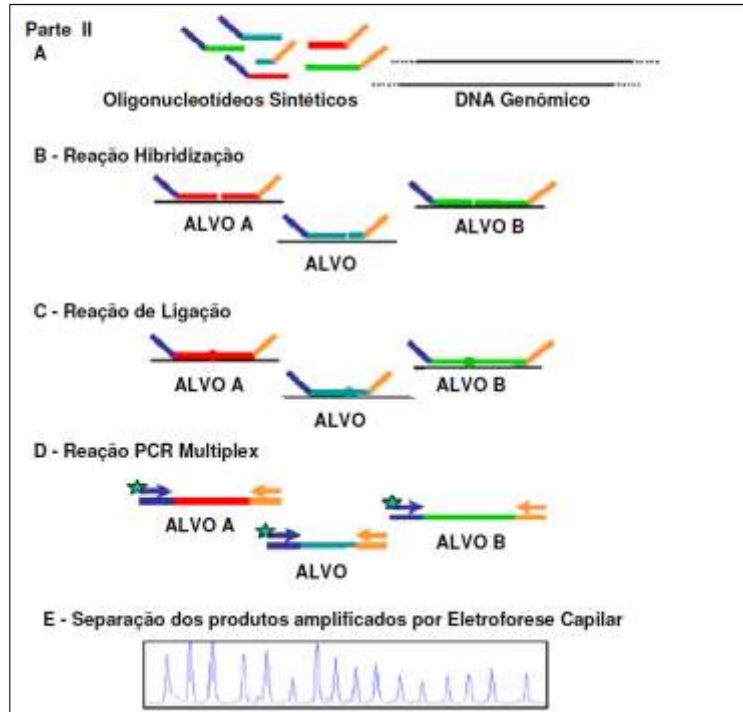 Parte II
A
Oligonucleotídeos Sintéticos
DNA Genômico
B - Reação Hibridização
ALVO A
ALVO
ALVO B
C - Reação de Ligação
ALVO A
ALVO
ALVO B
D - Reação PCR Multiplex
ALVO A
ALVO
ALVO B
E - Separação dos produtos amplificados por Eletroforese Capilar